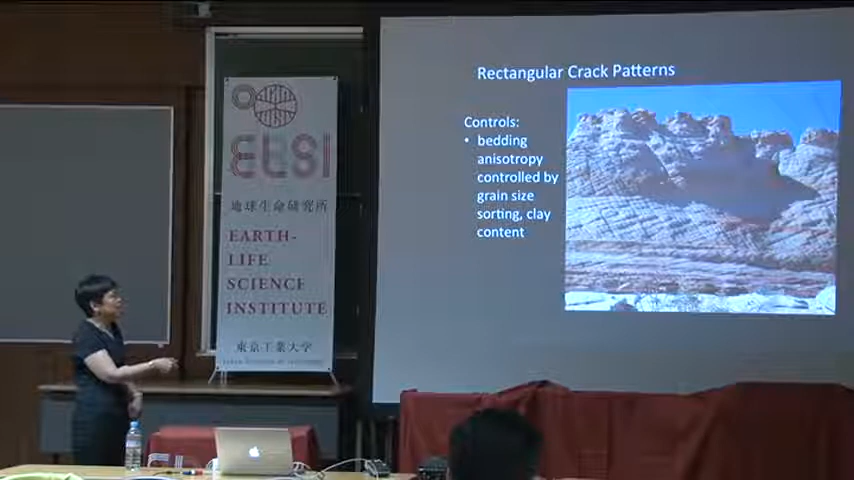 ELSI
地球生命研究所
EARTH-
LIFE
SCIENCE
INSTITUTE
東京工業大学
Rectangular Crack Patterns
Controls:
• bedding
anisotropy
controlled by
grain size
sorting, clay
content